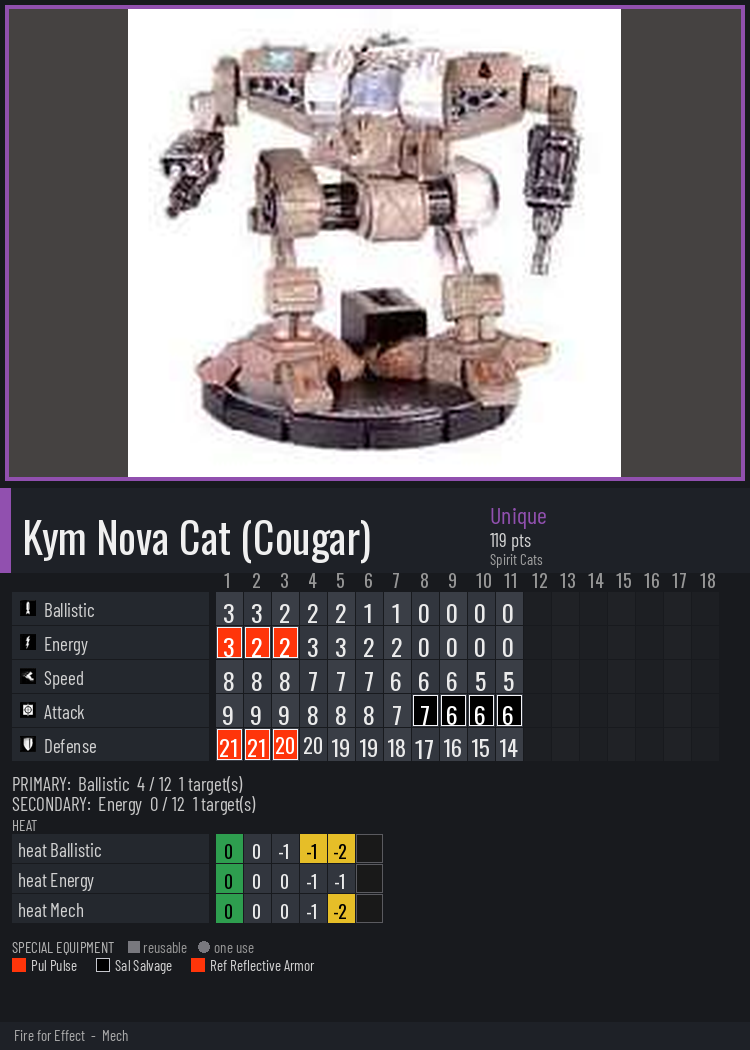 Kym Nova Cat (Cougar)
Unique
119 pts
Spirit Cats
1 2 3 4 5 6 7 8 9 10 11 12 13 14 15 16 17 18
Ballistic 3 3 2 2 2 1 1 0 0 0 0
Energy 3 2 2 3 3 2 2 0 0 0 0
Speed 8 8 8 7 7 7 6 6 6 5 5
Attack 9 9 9 8 8 8 7 7 6 6 6
Defense 21 21 20 20 19 19 18 17 16 15 14
PRIMARY: Ballistic 4 / 12 1 target(s)
SECONDARY: Energy 0 / 12 1 target(s)
HEAT
heat Ballistic 0 0 -1 -1 -2
heat Energy 0 0 0 -1 -1
heat Mech 0 0 0 -1 -2
SPECIAL EQUIPMENT reusable one use
Pul Pulse Sal Salvage Ref Reflective Armor
Fire for Effect - Mech